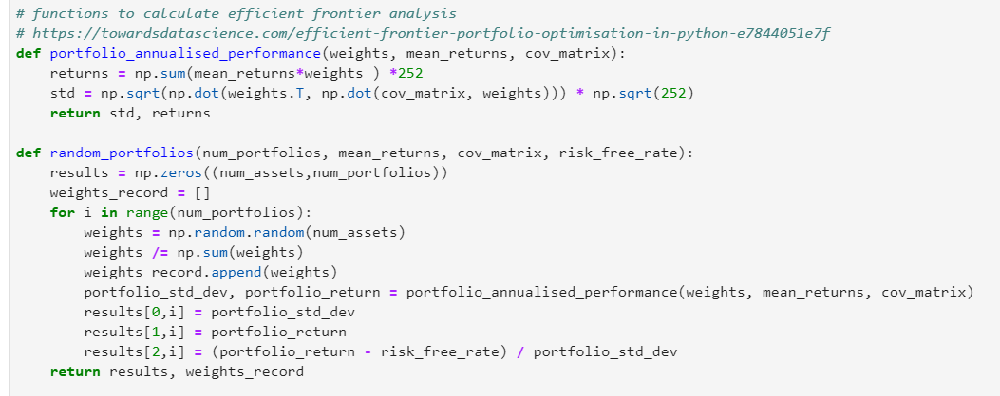 # functions to calculate efficient frontier analysis
# https://towardsdatascience.com/efficient-frontier-portfolio-optimisation-in-python-e7844051e7f
def portfolio_annualised_performance(weights, mean_returns, cov_matrix):
    returns = np.sum(mean_returns*weights ) *252
    std = np.sqrt(np.dot(weights.T, np.dot(cov_matrix, weights))) * np.sqrt(252)
    return std, returns

def random_portfolios(num_portfolios, mean_returns, cov_matrix, risk_free_rate):
    results = np.zeros((num_assets,num_portfolios))
    weights_record = []
    for i in range(num_portfolios):
        weights = np.random.random(num_assets)
        weights /= np.sum(weights)
        weights_record.append(weights)
        portfolio_std_dev, portfolio_return = portfolio_annualised_performance(weights, mean_returns, cov_matrix)
        results[0,i] = portfolio_std_dev
        results[1,i] = portfolio_return
        results[2,i] = (portfolio_return - risk_free_rate) / portfolio_std_dev
    return results, weights_record